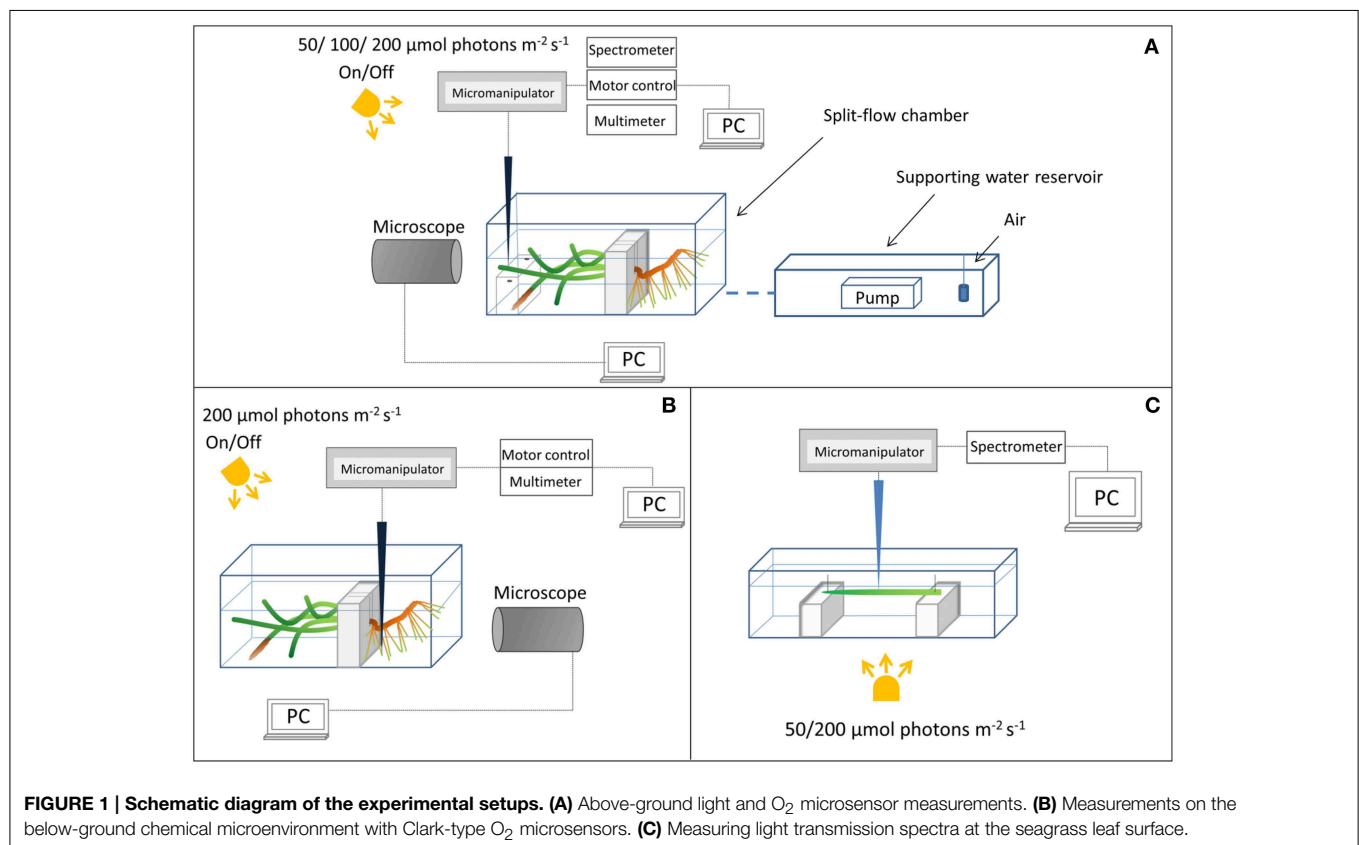 50/ 100/ 200 µmol photons m-2 s-1
On/Off
A
Spectrometer
Micromanipulator
Motor control
Multimeter
PC
Split-flow chamber
Supporting water reservoir
Air
Microscope
Pump
PC
B
200 µmol photons m-2 s-1
On/Off
Micromanipulator
Motor control
Multimeter
PC
Microscope
PC
C
Micromanipulator
Spectrometer
PC
50/200 µmol photons m-2 s-1
FIGURE 1 | Schematic diagram of the experimental setups. (A) Above-ground light and O2 microsensor measurements. (B) Measurements on the
below-ground chemical microenvironment with Clark-type O2 microsensors. (C) Measuring light transmission spectra at the seagrass leaf surface.